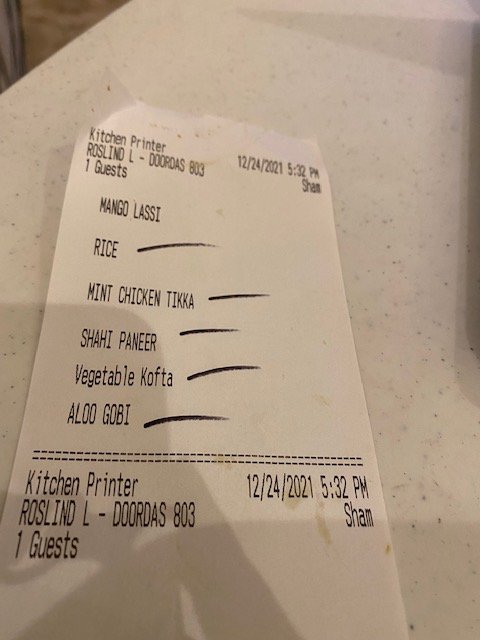 Kitchen Printer
ROSLIND L - DOORDAS 803 12/24/2021 5:32 PM
1 Guests Sham
MANGO LASSI
RICE
MINT CHICKEN TIKKA
SHAHI PANEER
Vegetable Kofta
ALOO GOBI
Kitchen Printer 12/24/2021 5:32 PM
ROSLIND L - DOORDAS 803 Sham
1 Guests